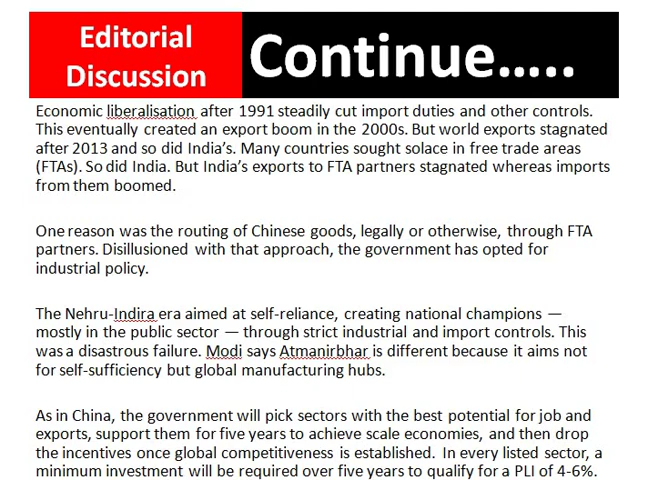 Editorial
Discussion
Continue.....
Economic liberalisation after 1991 steadily cut import duties and other controls.
This eventually created an export boom in the 2000s. But world exports stagnated
after 2013 and so did India's. Many countries sought solace in free trade areas
(FTAs). So did India. But India's exports to FTA partners stagnated whereas imports
from them boomed.
One reason was the routing of Chinese goods, legally or otherwise, through FTA
partners. Disillusioned with that approach, the government has opted for
industrial policy.
The Nehru-Indira era aimed at self-reliance, creating national champions —
mostly in the public sector — through strict industrial and import controls. This
was a disastrous failure. Modi says Atmanirbhar is different because it aims not
for self-sufficiency but global manufacturing hubs.
As in China, the government will pick sectors with the best potential for job and
exports, support them for five years to achieve scale economies, and then drop
the incentives once global competitiveness is established. In every listed sector, a
minimum investment will be required over five years to qualify for a PLI of 4-6%.